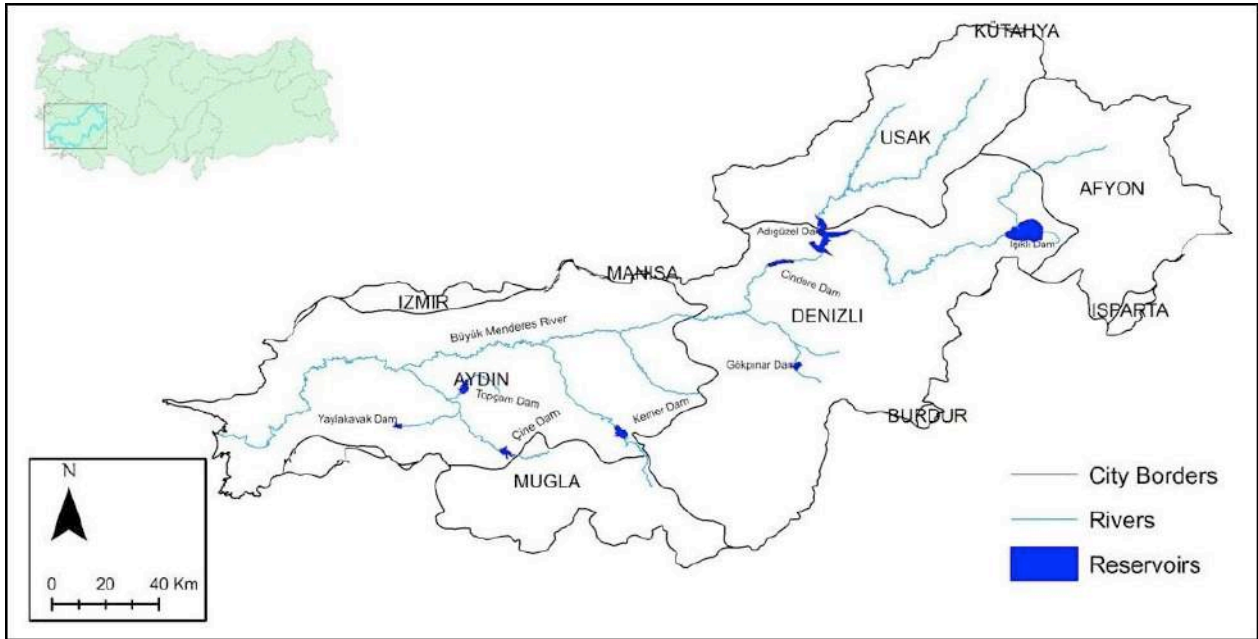 KÜTAHYA
USAK
AFYON
Adıgüzel Dam
Işıklı Dam
MANISA
Cindere Dam
IZMIR
ISPARTA
DENIZLI
Büyük Menderes River
Gökpınar Dam
AYDIN
Topçam Dam
Yaylakavak Dam
Çine Dam
Kemer Dam
BURDUR
MUGLA
N
0 20 40 Km
City Borders
Rivers
Reservoirs